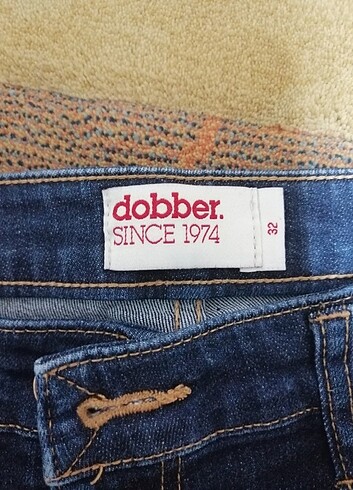 dobber.
SINCE 1974
32